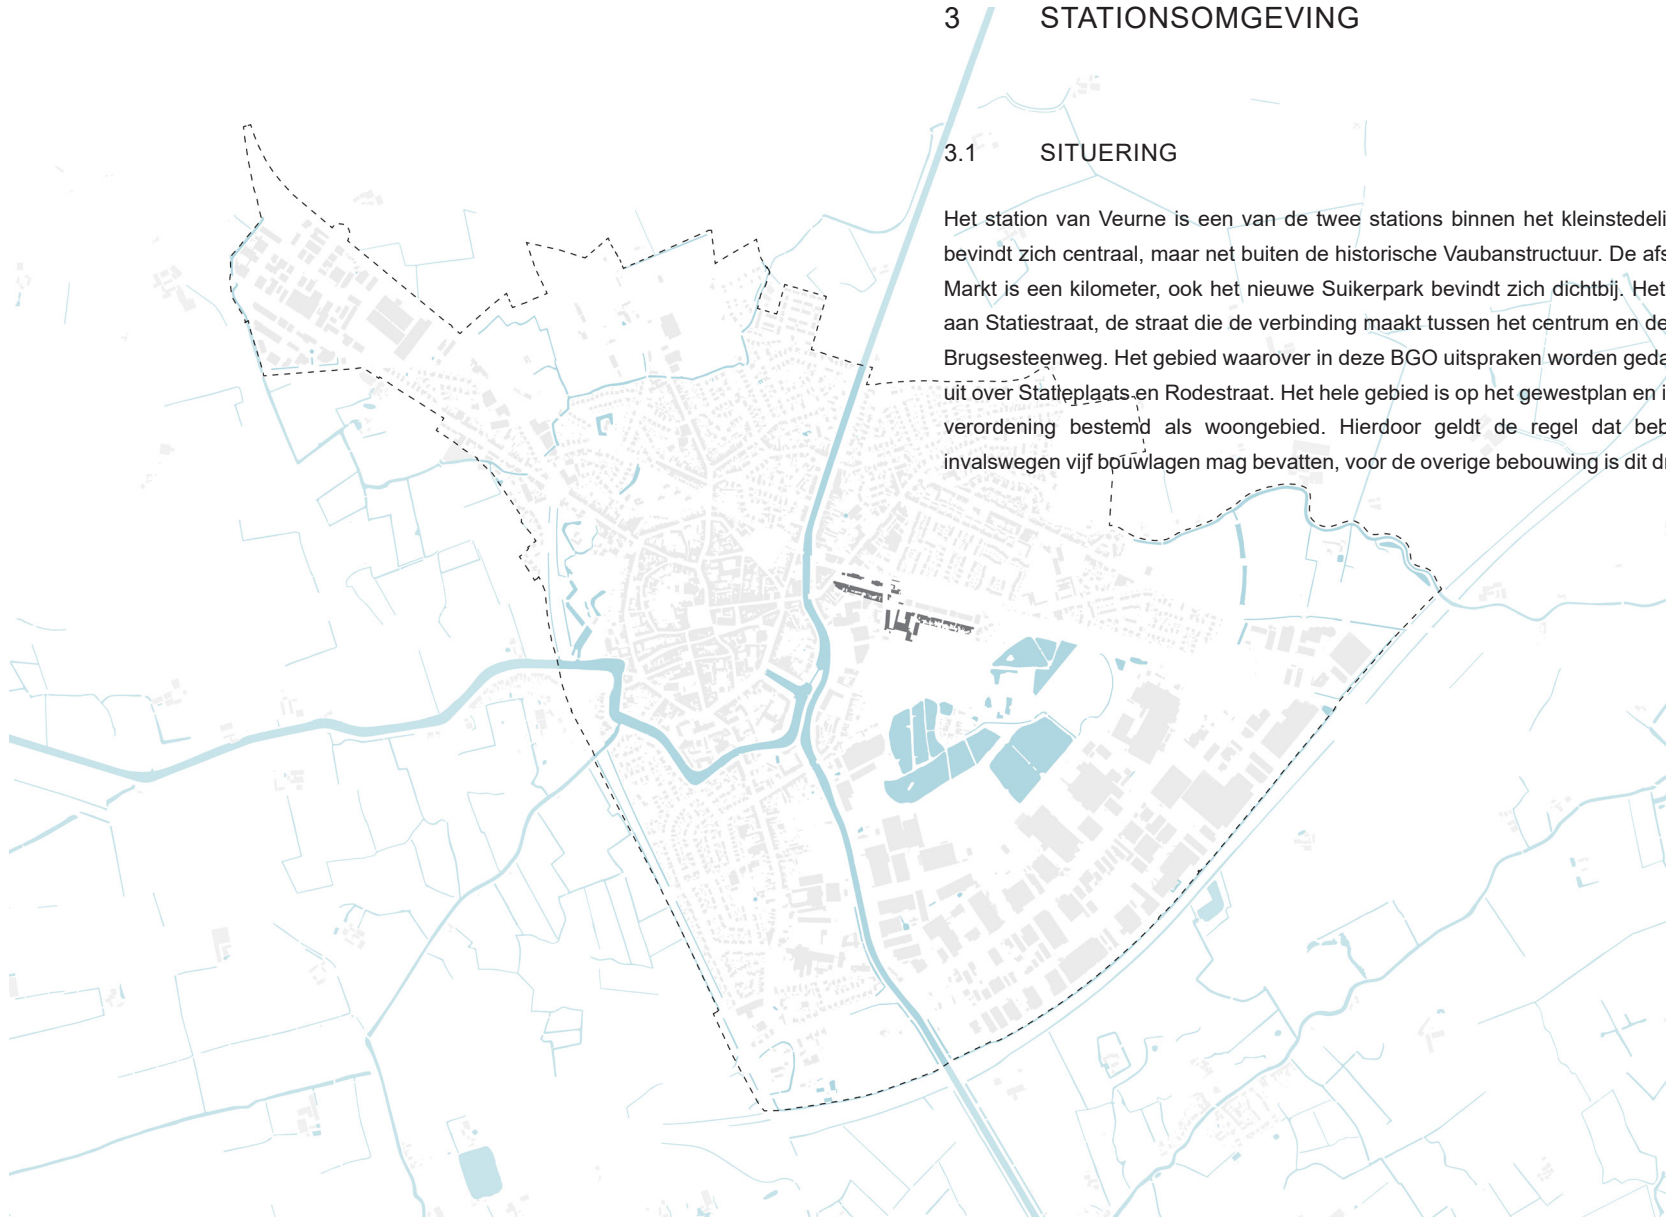 3 STATIONSOMGEVING
3.1 SITUERING
Het station van Veurne is een van de twee stations binnen het
bevindt zich centraal, maar net buiten de historische Vaubanstructuur. De
Markt is een kilometer, ook het nieuwe Suikerpark bevindt zich dichtbij. Het
aan Statiestraat, de straat die de verbinding maakt tussen het centrum en de
Brugsesteenweg. Het gebied waarover in deze BGO uitspraken worden
uit over Statieplaats en Rodestraat. Het hele gebied is op het gewestplan en
verordening bestemd als woongebied. Hierdoor geldt de regel dat
invalswegen vijf bouwlagen mag bevatten, voor de overige bebouwing is dit